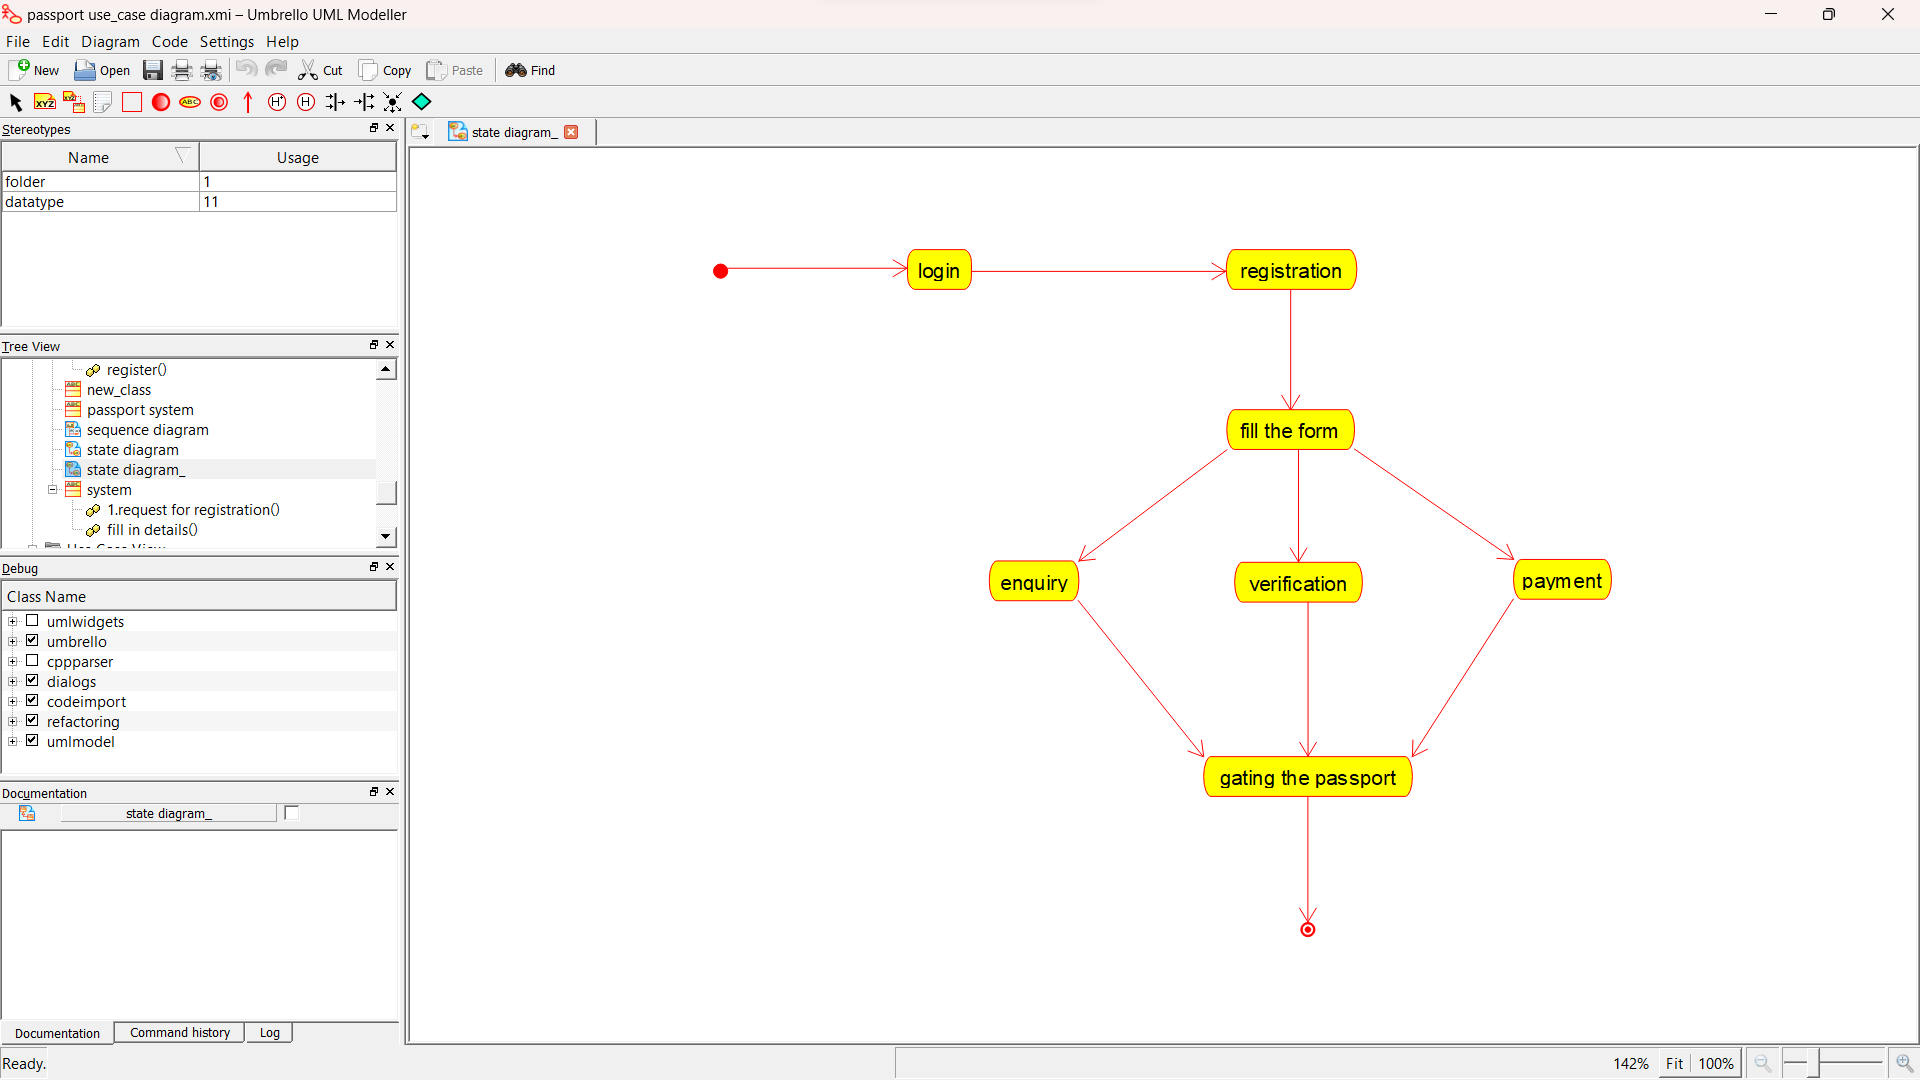 passport use_case diagram.xmi – Umbrello UML Modeller
File Edit Diagram Code Settings Help
New Open Cut Copy Paste Find
XYZ XYZ ABC H* H
Stereotypes
Name Usage
folder 1
datatype 11
Tree View
register()
new_class
passport system
sequence diagram
state diagram
state diagram_
system
1.request for registration()
fill in details()
Debug
Class Name
umlwidgets
umbrello
cppparser
dialogs
codeimport
refactoring
umlmodel
Documentation
state diagram_
Documentation Command history Log
Ready.
state diagram_
login registration
fill the form
enquiry verification payment
gating the passport
142% Fit 100%